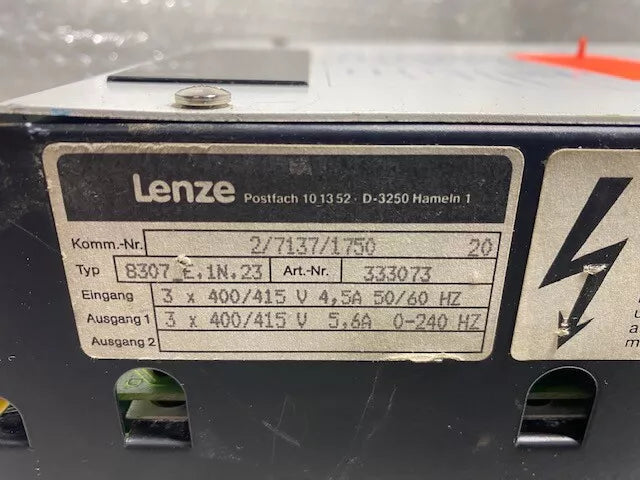 Lenze Postfach 10 13 52 · D-3250 Hameln 1
Komm.-Nr. 2/7137/1750 20
Typ 8307_E.1N.23 Art.-Nr. 333073
Eingang 3 x 400/415 V 4,5A 50/60 HZ
Ausgang 1 3 x 400/415 V 5,6A 0-240 HZ
Ausgang 2